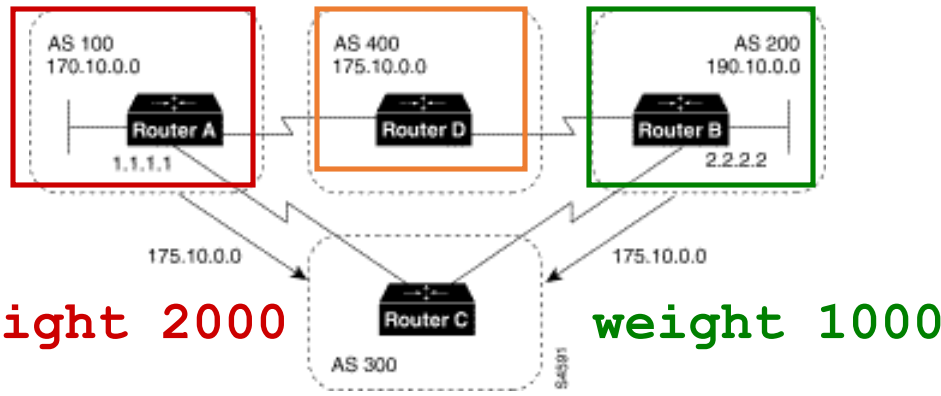 AS 100
170.10.0.0
Router A
1.1.1.1
AS 400
175.10.0.0
Router D
AS 200
190.10.0.0
Router B
2.2.2.2
175.10.0.0
175.10.0.0
ight 2000
weight 1000
Router C
AS 300
S4591